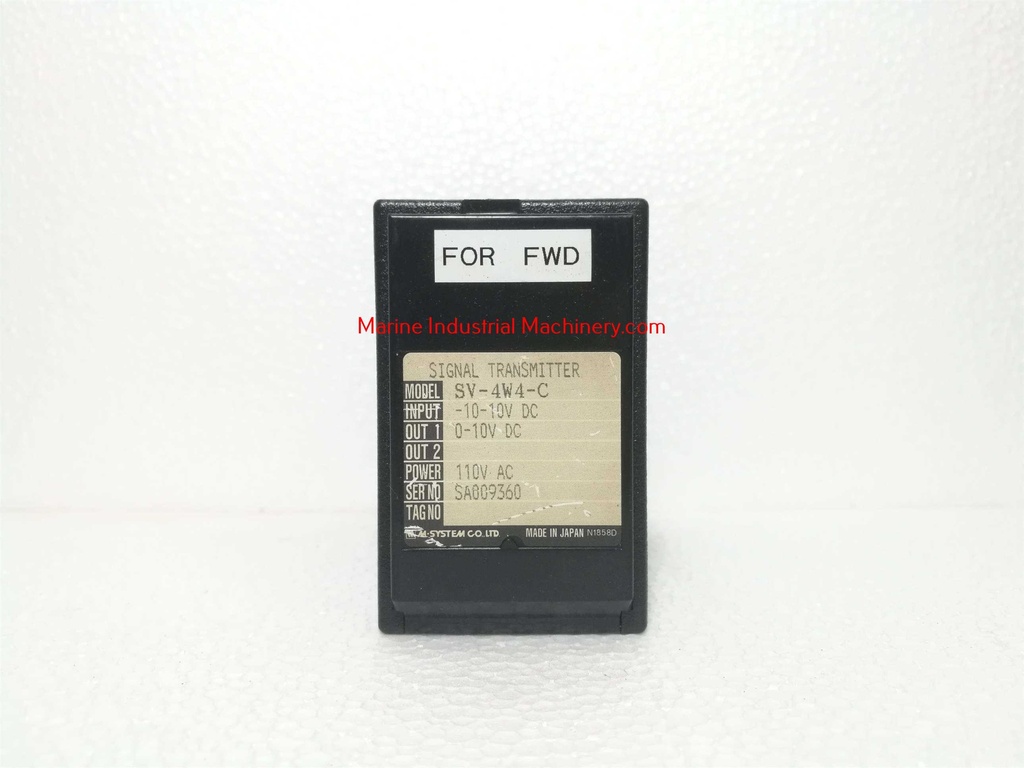 FOR FWD
Marine Industrial Machinery.com
SIGNAL TRANSMITTER
MODEL SV-4W4-C
INPUT -10-10V DC
OUT 1 0-10V DC
OUT 2
POWER 110V AC
SER NO SA009360
TAG NO
M-SYSTEM CO.,LTD. MADE IN JAPAN N1858D